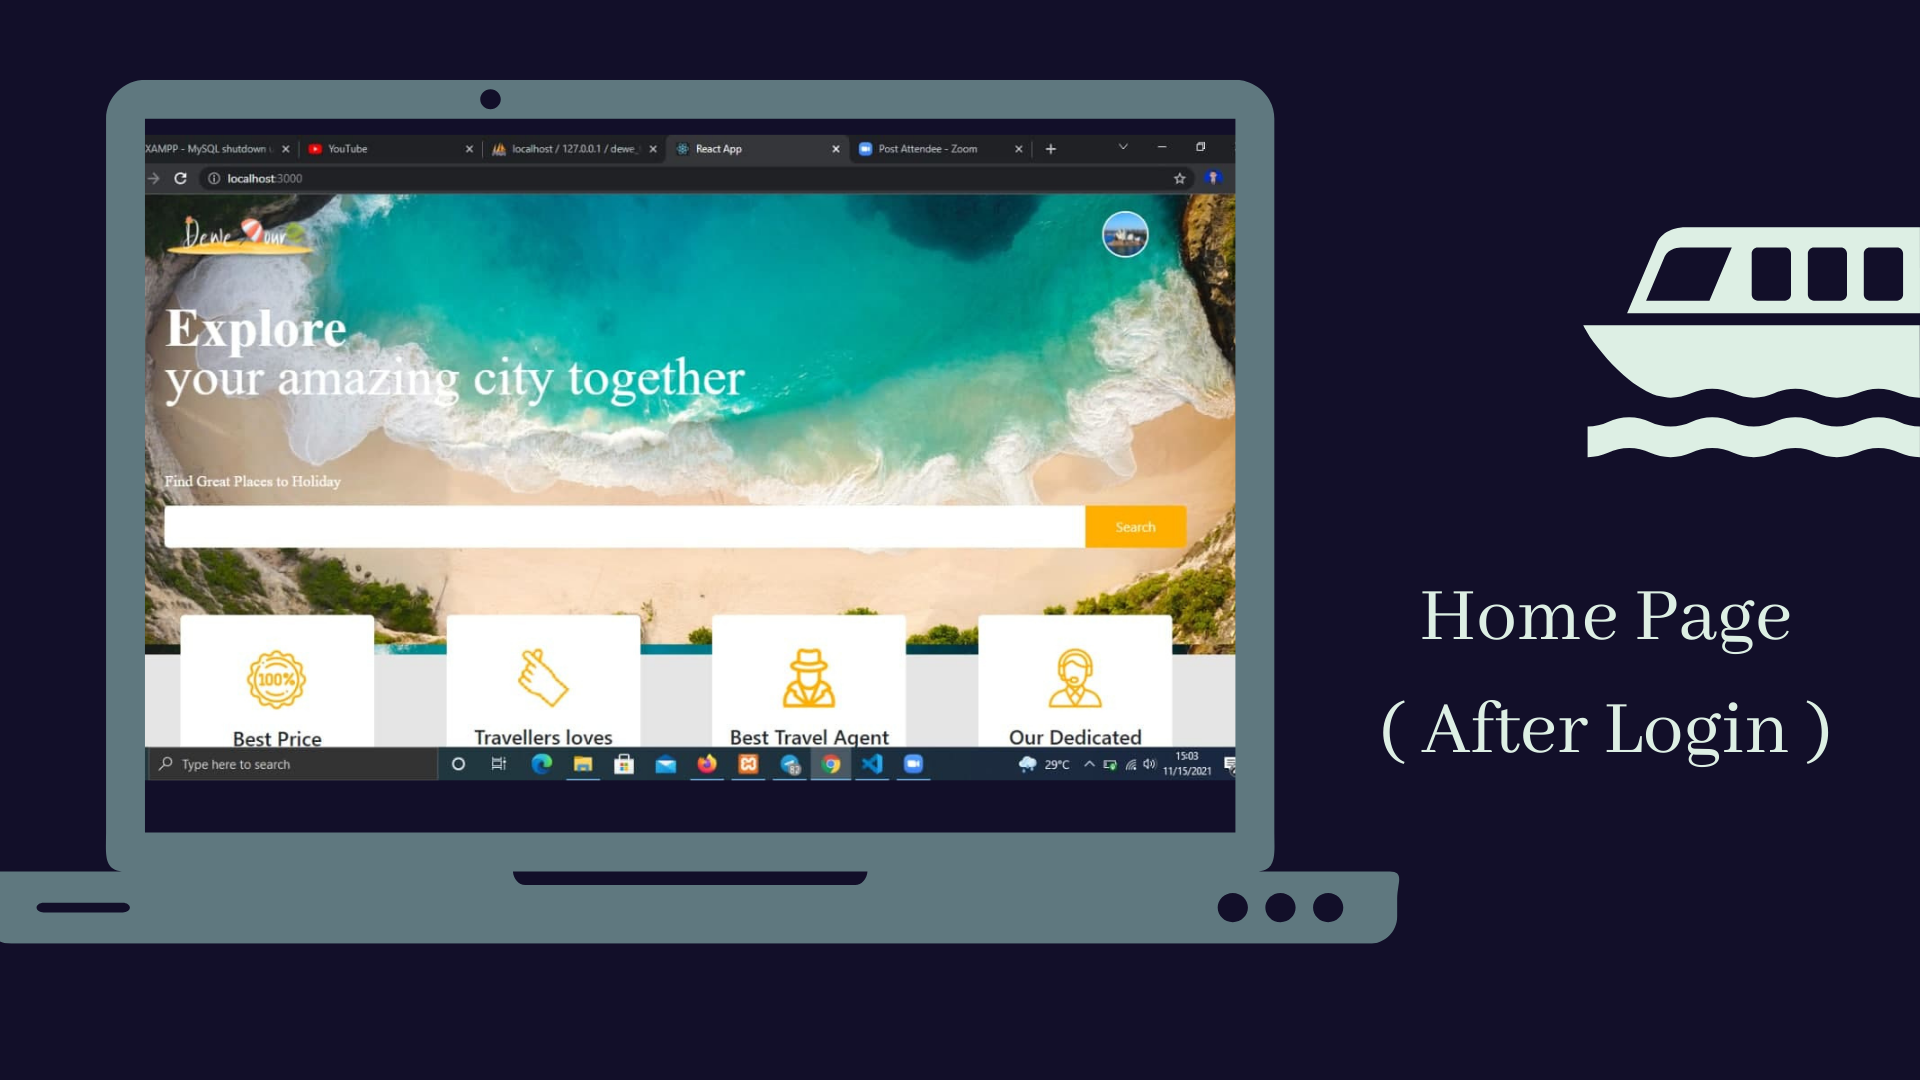 XAMPP - MySQL shutdown
YouTube
localhost / 127.0.0.1 / dewe_
React App
Post Attendee - Zoom
localhost:3000
Dewe Tour
Explore
your amazing city together
Find Great Places to Holiday
Search
100%
Best Price
Travellers loves
Best Travel Agent
Our Dedicated
Type here to search
29°C
15:03
11/15/2021
Home Page
( After Login )